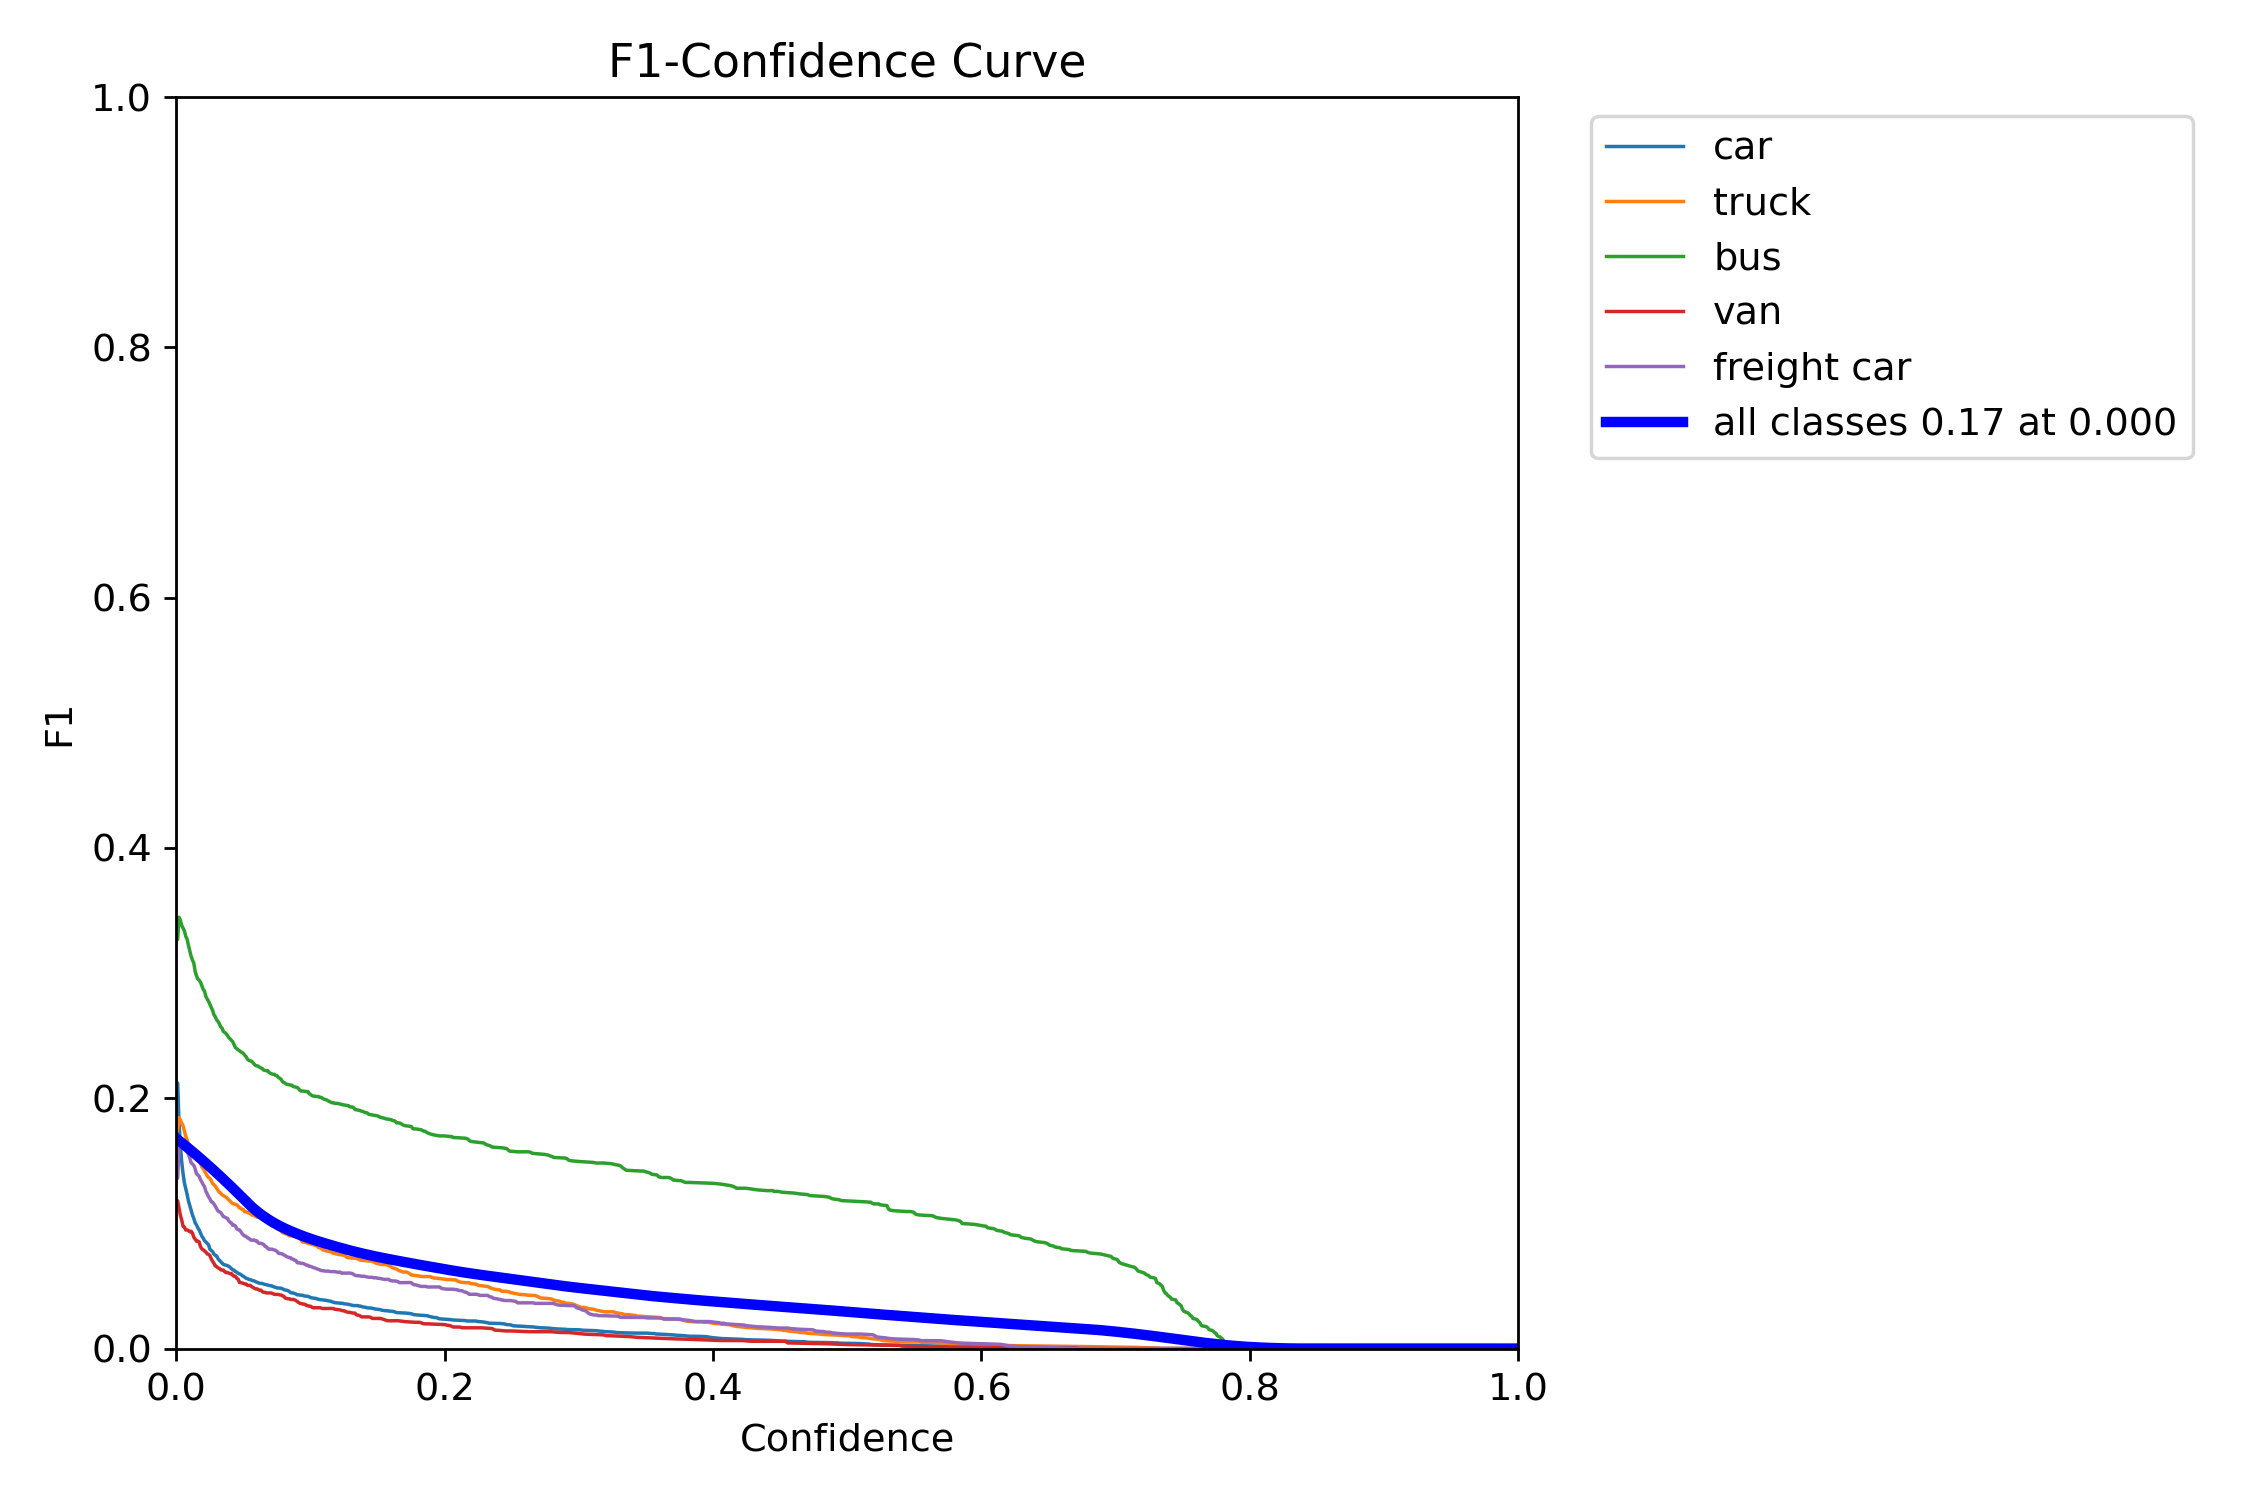 F1-Confidence Curve
1.0
0.8
0.6
0.4
0.2
0.0
F1
0.0 0.2 0.4 0.6 0.8 1.0
Confidence
car
truck
bus
van
freight car
all classes 0.17 at 0.000